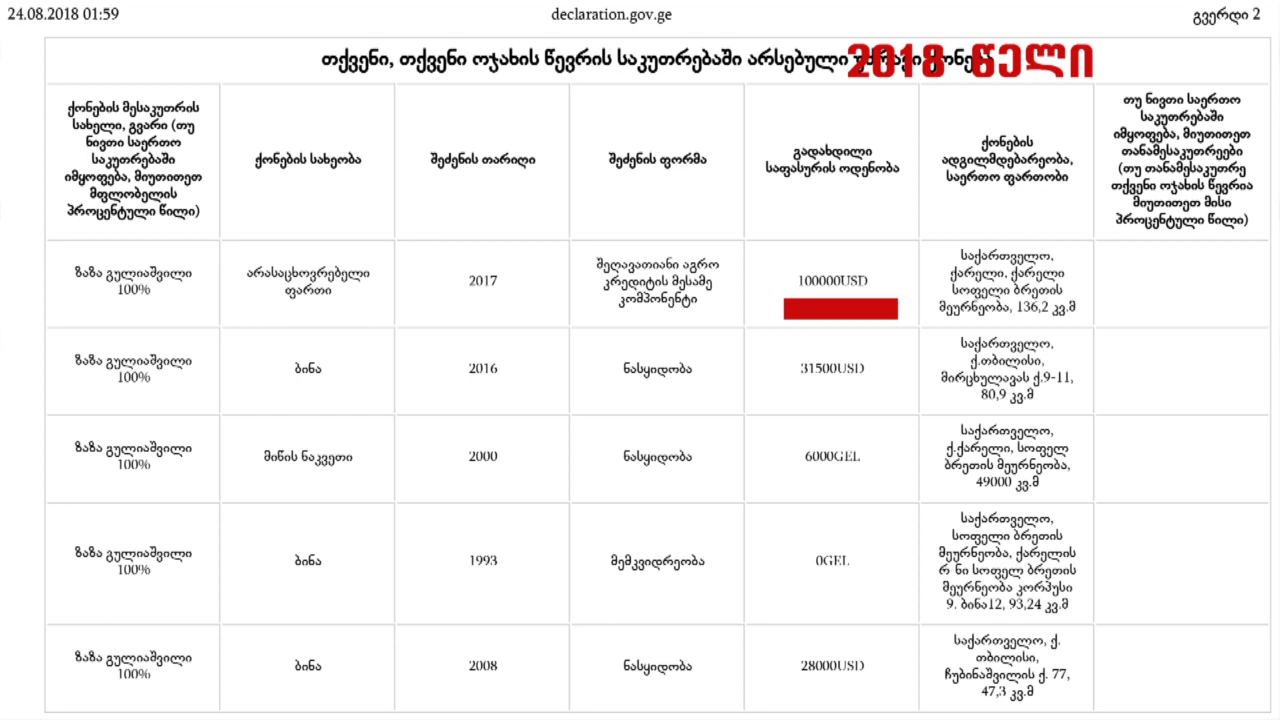 24.08.2018 01:59
declaration.gov.ge
გვერდი 2
თქვენი, თქვენი ოჯახის წევრის საკუთრებაში არსებული
2018 წელი
ქონების მესაკუთრის
სახელი, გვარი (თუ
ნივთი საერთო
საკუთრებაში
იმყოფება, მიუთითეთ
მფლობელის
პროცენტული წილი)
ქონების სახეობა
შეძენის თარიღი
შეძენის ფორმა
გადახდილი
საფასურის ოდენობა
ქონების
ადგილმდებარეობა,
საერთო ფართობი
თუ ნივთი საერთო
საკუთრებაში
იმყოფება, მიუთითეთ
თანამესაკუთრეები
(თუ თანამესაკუთრე
თქვენი ოჯახის წევრია
მიუთითეთ მისი
პროცენტული წილი)
ზაზა გულიაშვილი
100%
არასაცხოვრებელი
ფართი
2017
შეღავათიანი აგრო
კრედიტის მესამე
კომპონენტი
100000USD
საქართველო,
ქარელი, ქარელი
სოფელი ბრეთის
მეურნეობა, 136,2 კვ.მ
ზაზა გულიაშვილი
100%
ბინა
2016
ნასყიდობა
31500USD
საქართველო,
ქ.თბილისი,
მირცხულავას ქ.9-11,
80,9 კვ.მ
ზაზა გულიაშვილი
100%
მიწის ნაკვეთი
2000
ნასყიდობა
6000GEL
საქართველო,
ქ.ქარელი, სოფელ
ბრეთის მეურნეობა,
49000 კვ.მ
ზაზა გულიაშვილი
100%
ბინა
1993
მემკვიდრეობა
0GEL
საქართველო,
სოფელი ბრეთის
მეურნეობა, ქარელის
რ ნი სოფელ ბრეთის
მეურნეობა კორპუსი
9. ბინა12, 93,24 კვ.მ
ზაზა გულიაშვილი
100%
ბინა
2008
ნასყიდობა
28000USD
საქართველო, ქ.
თბილისი,
ჩუბინაშვილის ქ. 77,
47,3 კვ.მ